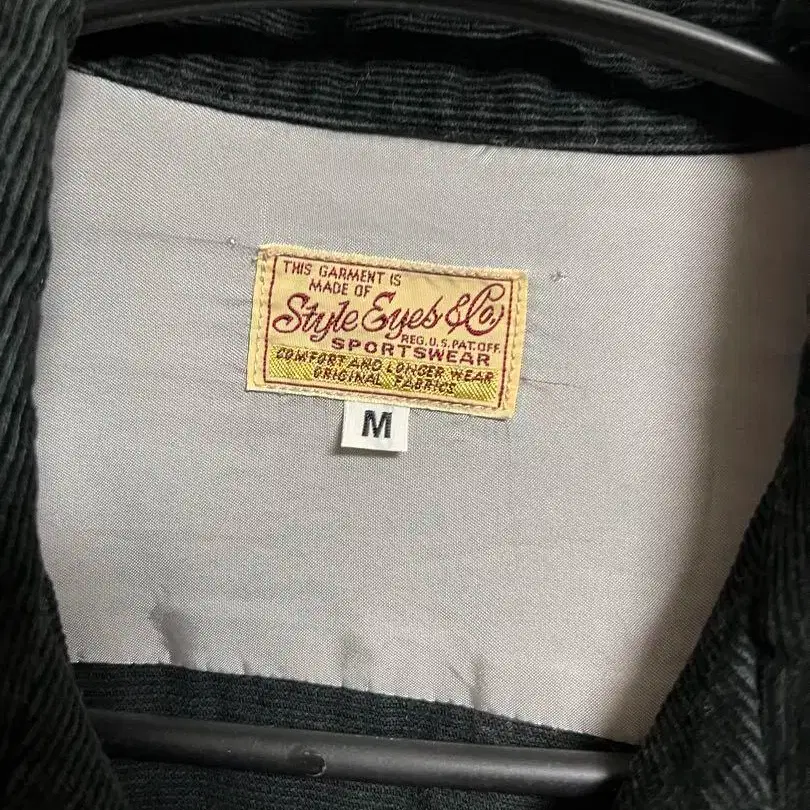 THIS GARMENT IS
MADE OF
Style Eyes & Co.
REG. U.S. PAT. OFF.
SPORTSWEAR
COMFORT AND LONGER WEAR
ORIGINAL FABRICS
M